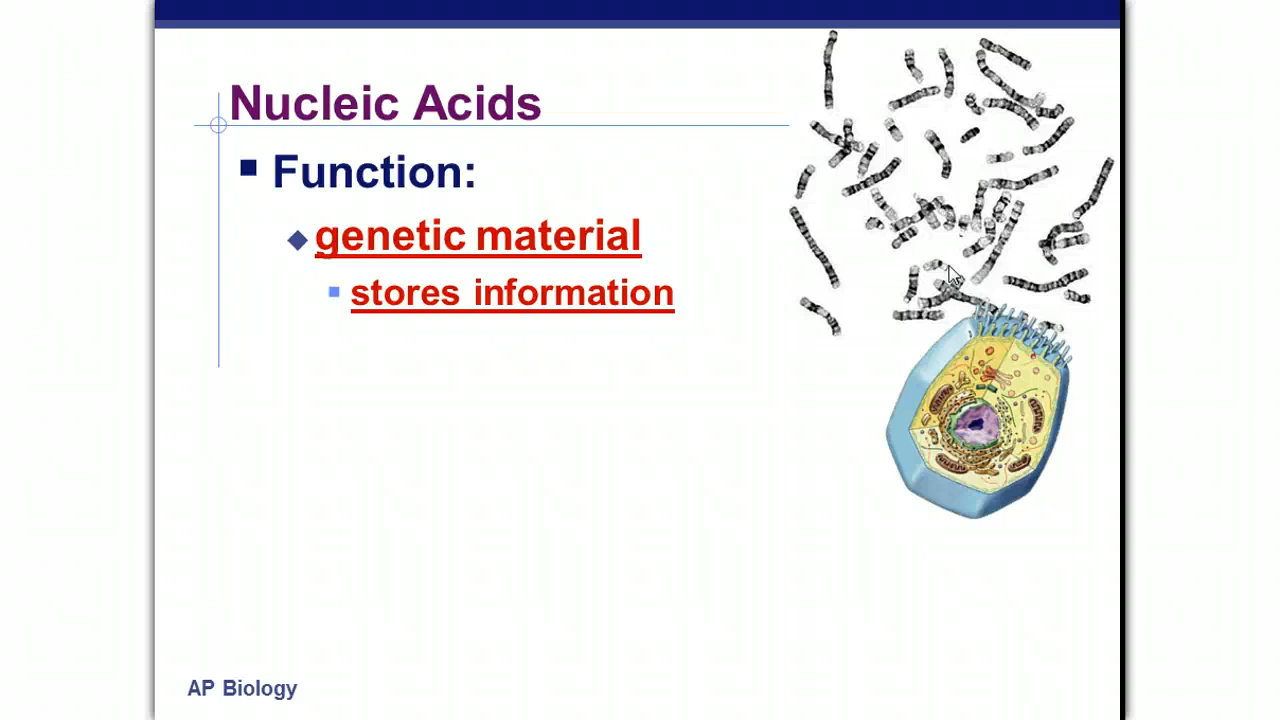 Nucleic Acids
Function:
genetic material
stores information
AP Biology